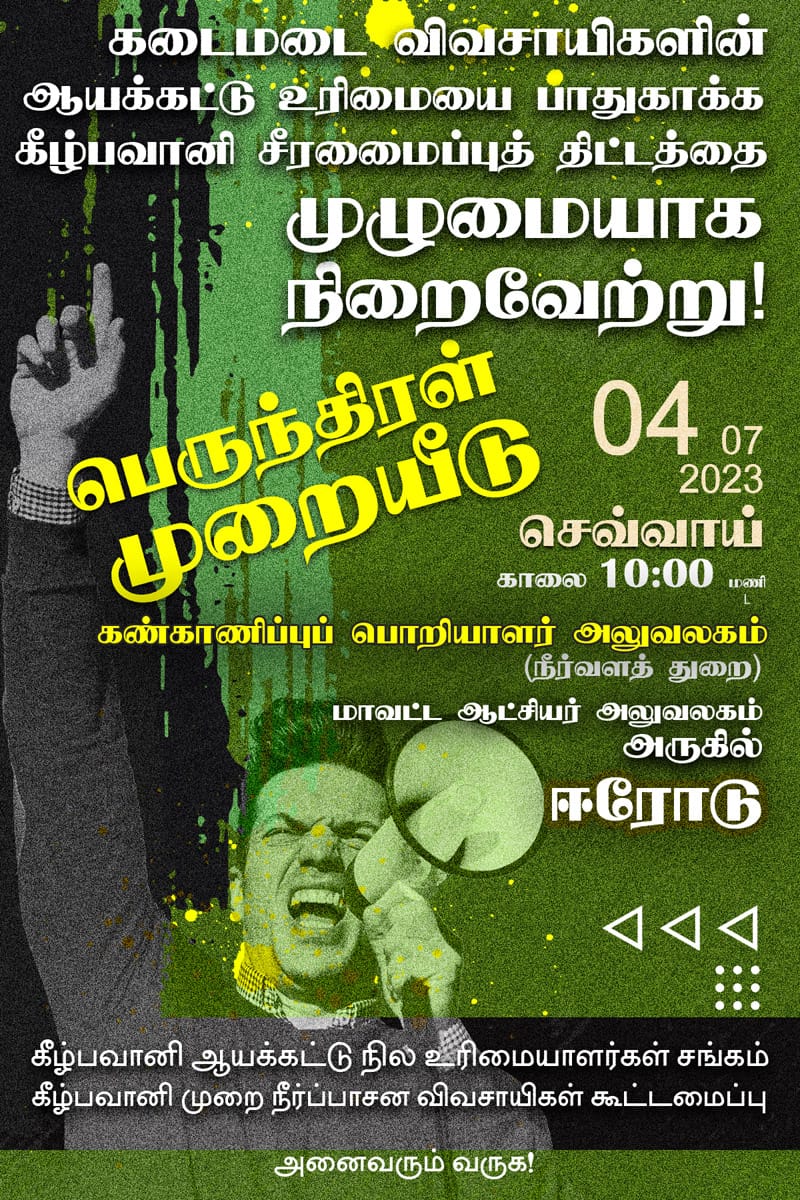 கடைமடை விவசாயிகளின்
ஆயக்கட்டு உரிமையை பாதுகாக்க
கீழ்பவானி சீரமைப்புத் திட்டத்தை
முழுமையாக
நிறைவேற்று!
பெருந்திரள்
முறையீடு
04 07
2023
செவ்வாய்
காலை 10:00 மணி
L
கண்காணிப்புப் பொறியாளர் அலுவலகம்
(நீர்வளத் துறை)
மாவட்ட ஆட்சியர் அலுவலகம்
அருகில்
ஈரோடு
கீழ்பவானி ஆயக்கட்டு நில உரிமையாளர்கள் சங்கம்
கீழ்பவானி முறை நீர்ப்பாசன விவசாயிகள் கூட்டமைப்பு
அனைவரும் வருக!